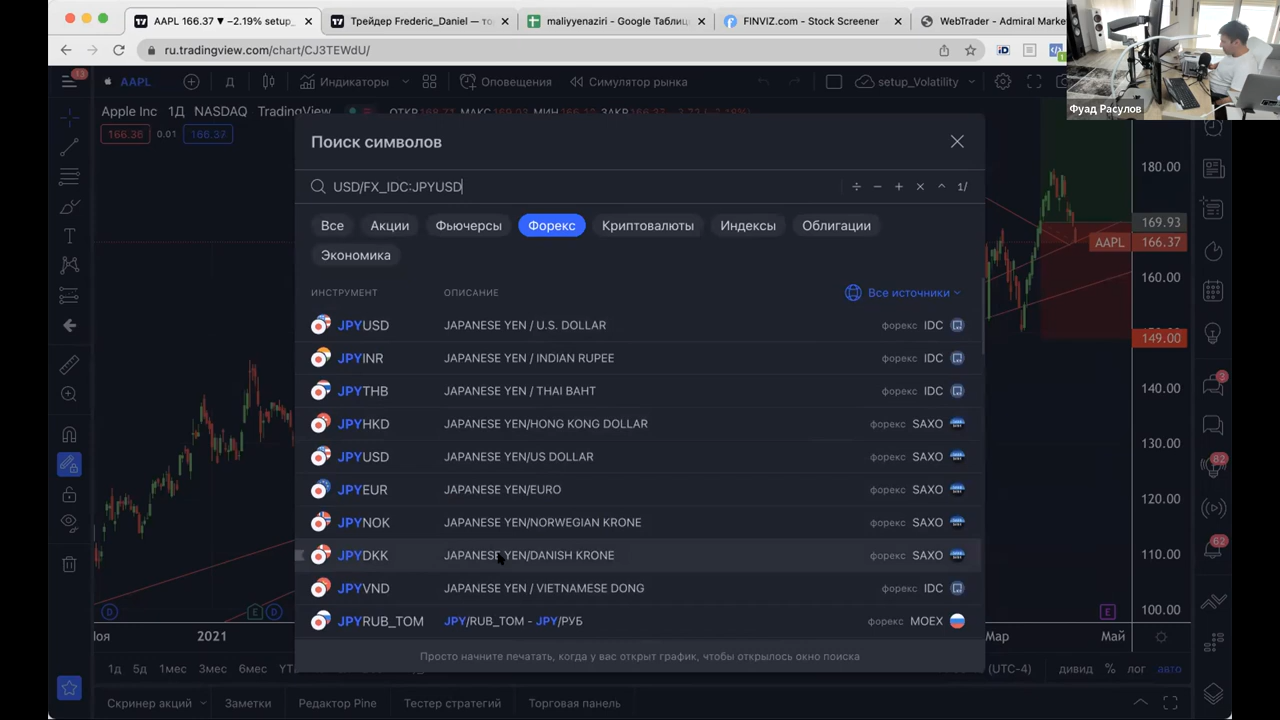 AAPL 166.37 ▼ −2.19% setup_
Трейдер Frederic_Daniel — то
maliyyenaziri - Google Таблиц
FINVIZ.com - Stock Screener
WebTrader - Admiral Marke
ru.tradingview.com/chart/CJ3TEWdU/
Фуад Расулов
13
AAPL
Д
Индикаторы
Оповещения
Симулятор рынка
setup_Volatility
Apple Inc 1Д NASDAQ TradingView
166.36 0.01 166.37
Поиск символов
USD/FX_IDC:JPYUSD
÷ − + × ^ 1/
Все Акции Фьючерсы Форекс Криптовалюты Индексы Облигации
Экономика
ИНСТРУМЕНТ ОПИСАНИЕ Все источники
JPYUSD JAPANESE YEN / U.S. DOLLAR форекс IDC
JPYINR JAPANESE YEN / INDIAN RUPEE форекс IDC
JPYTHB JAPANESE YEN / THAI BAHT форекс IDC
JPYHKD JAPANESE YEN/HONG KONG DOLLAR форекс SAXO
JPYUSD JAPANESE YEN/US DOLLAR форекс SAXO
JPYEUR JAPANESE YEN/EURO форекс SAXO
JPYNOK JAPANESE YEN/NORWEGIAN KRONE форекс SAXO
JPYDKK JAPANESE YEN/DANISH KRONE форекс SAXO
JPYVND JAPANESE YEN / VIETNAMESE DONG форекс IDC
JPYRUB_TOM JPY/RUB_TOM - JPY/РУБ форекс MOEX
Просто начните печатать, когда у вас открыт график, чтобы открылось окно поиска
180.00
169.93
AAPL 166.37
160.00
149.00
140.00
130.00
120.00
110.00
100.00
3
82
62
D E D E
Ноя 2021 Мар Май
1д 5д 1мес 3мес 6мес YT
(UTC-4) дивид % лог авто
Скринер акций Заметки Редактор Pine Тестер стратегий Торговая панель